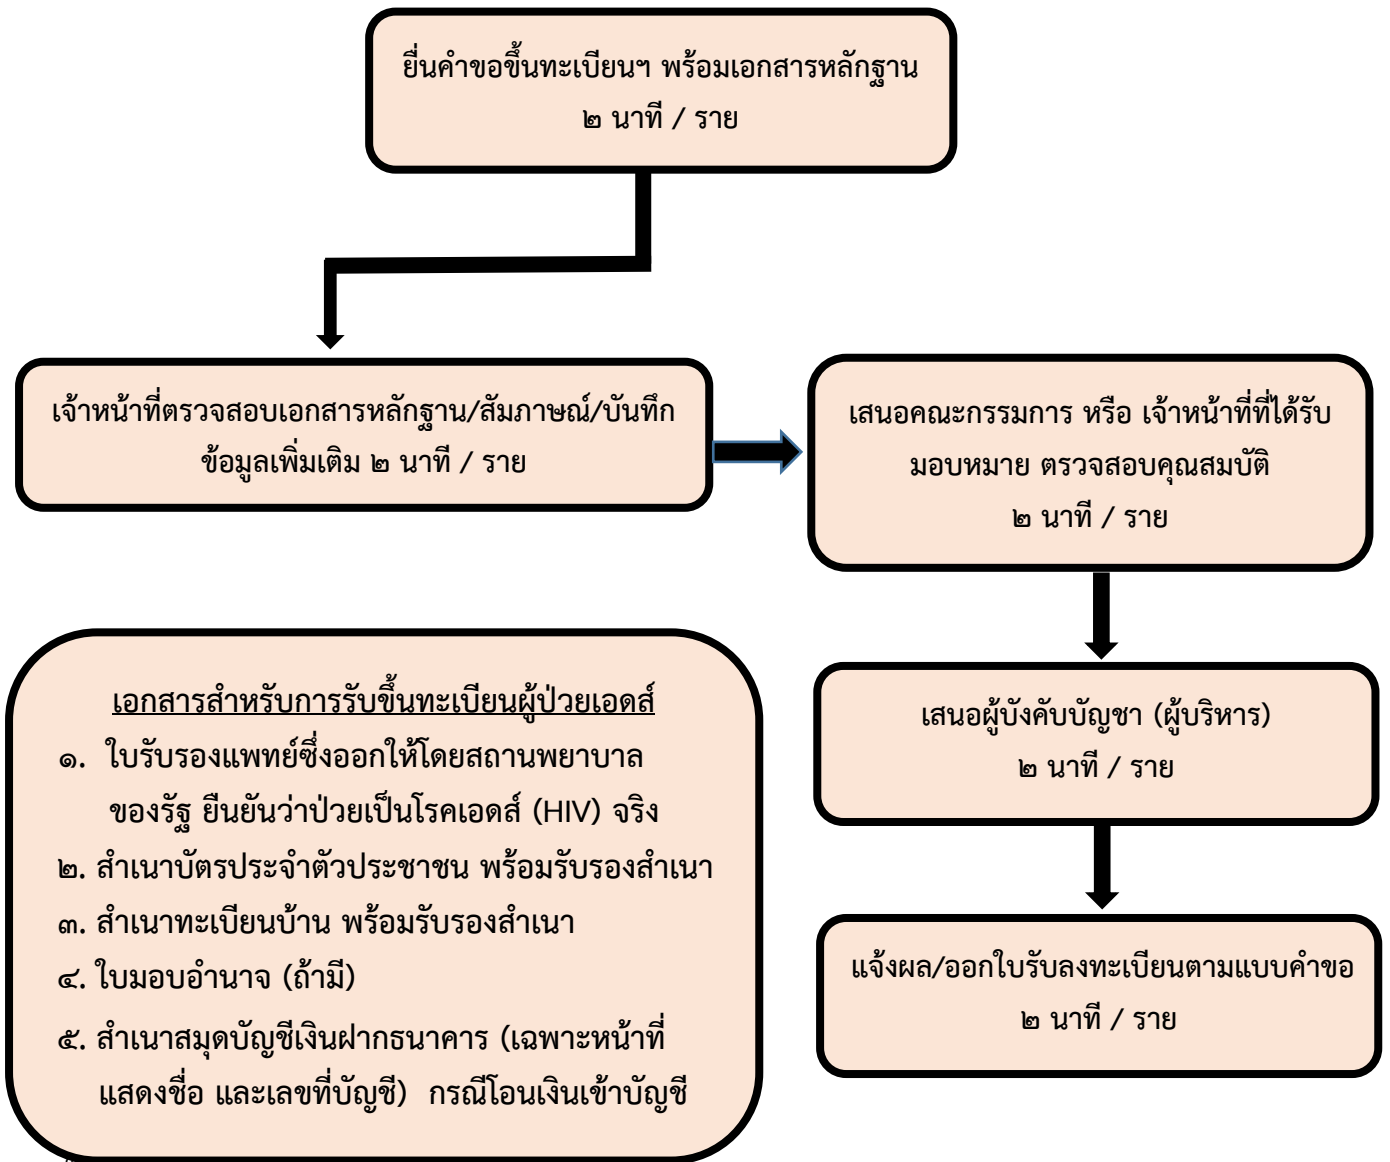 ยื่นคำขอขึ้นทะเบียนฯ พร้อมเอกสารหลักฐาน
๒ นาที / ราย
เจ้าหน้าที่ตรวจสอบเอกสารหลักฐาน/สัมภาษณ์/บันทึก
ข้อมูลเพิ่มเติม ๒ นาที / ราย
เสนอคณะกรรมการ หรือ เจ้าหน้าที่ที่ได้รับ
มอบหมาย ตรวจสอบคุณสมบัติ
๒ นาที / ราย
เสนอผู้บังคับบัญชา (ผู้บริหาร)
๒ นาที / ราย
แจ้งผล/ออกใบรับลงทะเบียนตามแบบคำขอ
๒ นาที / ราย
เอกสารสำหรับการรับขึ้นทะเบียนผู้ป่วยเอดส์
๑. ใบรับรองแพทย์ซึ่งออกให้โดยสถานพยาบาล
ของรัฐ ยืนยันว่าป่วยเป็นโรคเอดส์ (HIV) จริง
๒. สำเนาบัตรประจำตัวประชาชน พร้อมรับรองสำเนา
๓. สำเนาทะเบียนบ้าน พร้อมรับรองสำเนา
๔. ใบมอบอำนาจ (ถ้ามี)
๕. สำเนาสมุดบัญชีเงินฝากธนาคาร (เฉพาะหน้าที่
แสดงชื่อ และเลขที่บัญชี) กรณีโอนเงินเข้าบัญชี